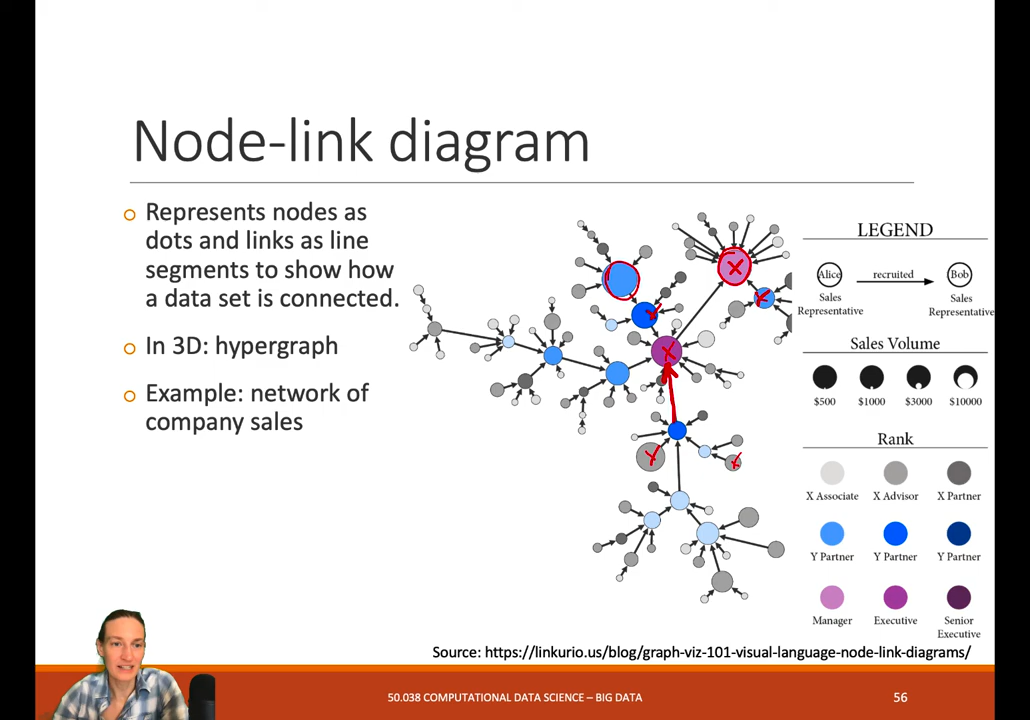 Node-link diagram
Represents nodes as
dots and links as line
segments to show how
a data set is connected.
In 3D: hypergraph
Example: network of
company sales
LEGEND
Alice recruited Bob
Sales Sales
Representative Representative
Sales Volume
$500 $1000 $3000 $10000
Rank
X Associate X Advisor X Partner
Y Partner Y Partner Y Partner
Manager Executive Senior
Executive
Source: https://linkurio.us/blog/graph-viz-101-visual-language-node-link-diagrams/
50.038 COMPUTATIONAL DATA SCIENCE – BIG DATA 56